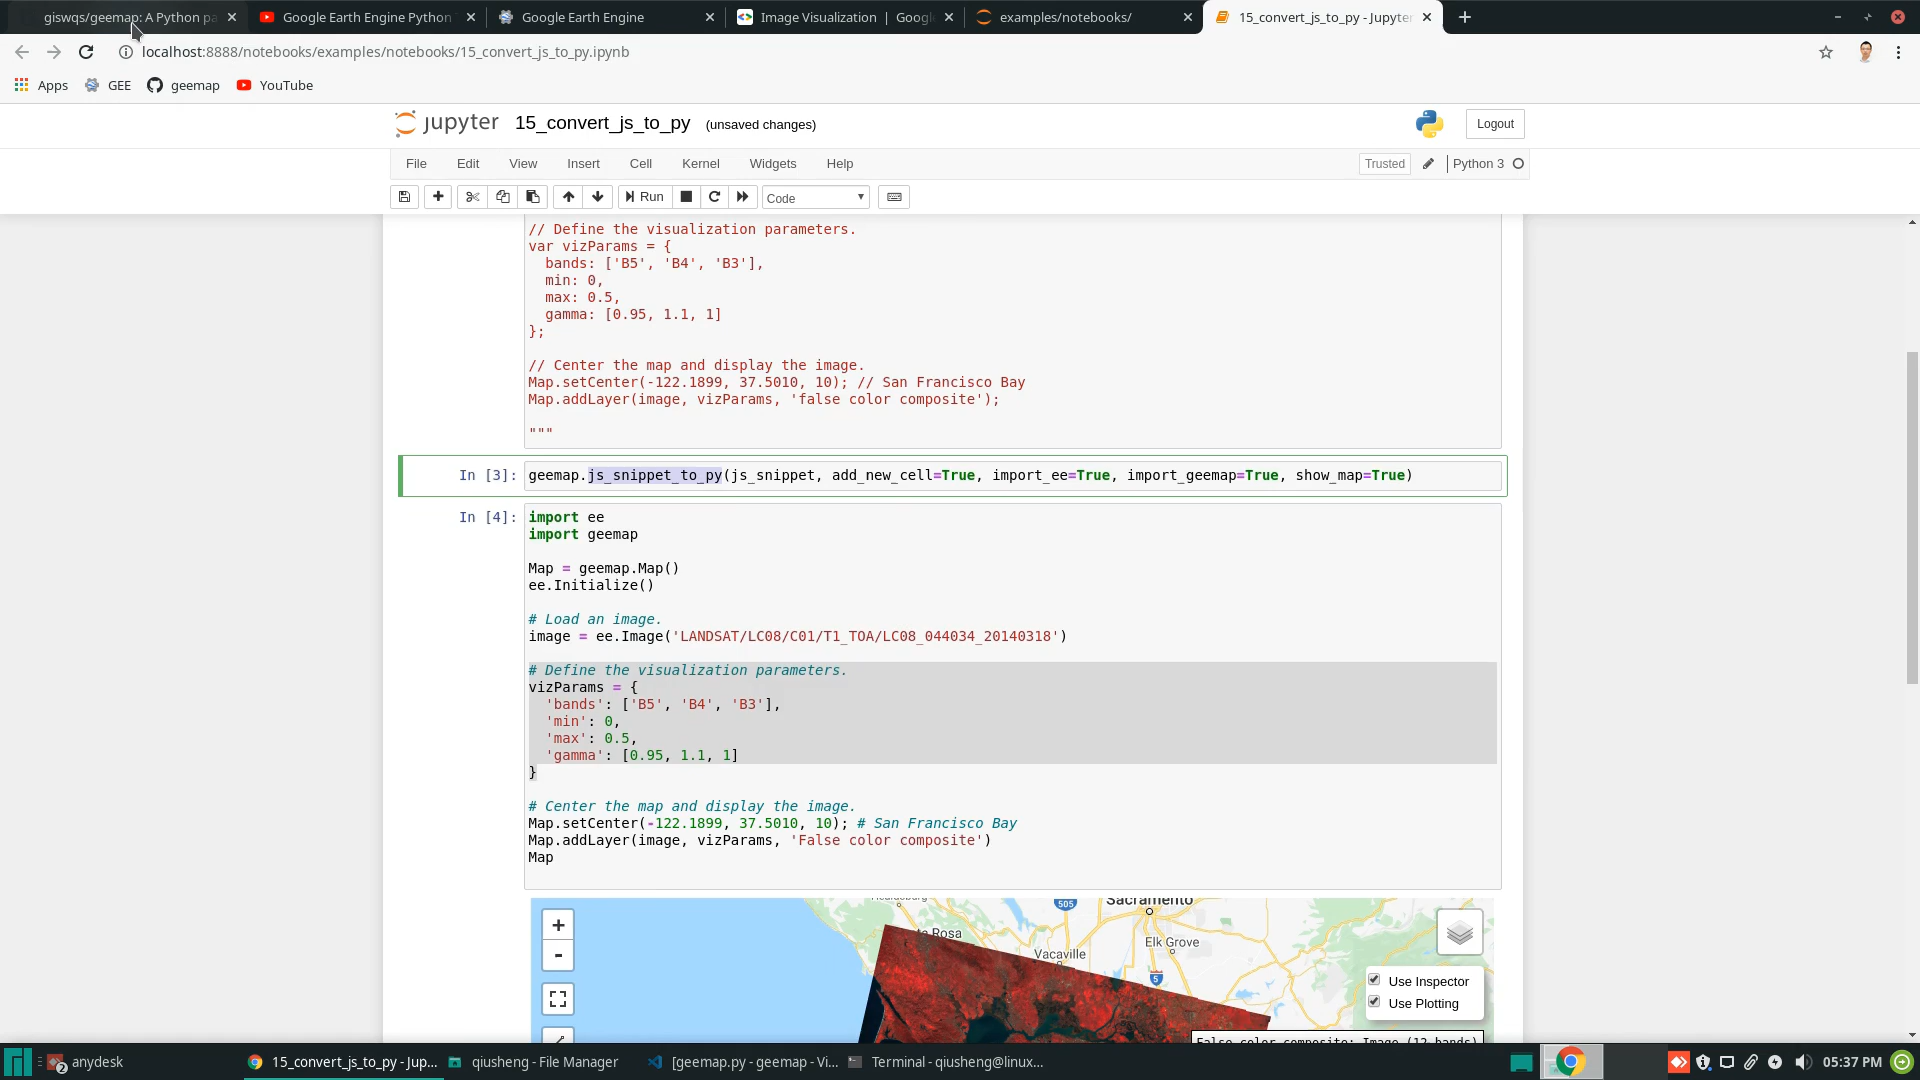 giswqs/geemap: A Python pa
Google Earth Engine Python
Google Earth Engine
Image Visualization | Googl
examples/notebooks/
15_convert_js_to_py - Jupyter
localhost:8888/notebooks/examples/notebooks/15_convert_js_to_py.ipynb
Apps
GEE
geemap
YouTube
jupyter
15_convert_js_to_py
(unsaved changes)
Logout
File
Edit
View
Insert
Cell
Kernel
Widgets
Help
Trusted
Python 3
Run
Code
// Define the visualization parameters.
var vizParams = {
bands: ['B5', 'B4', 'B3'],
min: 0,
max: 0.5,
gamma: [0.95, 1.1, 1]
};
// Center the map and display the image.
Map.setCenter(-122.1899, 37.5010, 10); // San Francisco Bay
Map.addLayer(image, vizParams, 'false color composite');
"""
In [3]:
geemap.js_snippet_to_py(js_snippet, add_new_cell=True, import_ee=True, import_geemap=True, show_map=True)
In [4]:
import ee
import geemap
Map = geemap.Map()
ee.Initialize()
# Load an image.
image = ee.Image('LANDSAT/LC08/C01/T1_TOA/LC08_044034_20140318')
# Define the visualization parameters.
vizParams = {
'bands': ['B5', 'B4', 'B3'],
'min': 0,
'max': 0.5,
'gamma': [0.95, 1.1, 1]
}
# Center the map and display the image.
Map.setCenter(-122.1899, 37.5010, 10); # San Francisco Bay
Map.addLayer(image, vizParams, 'False color composite')
Map
+
-
505
Sacramento
Rosa
Elk Grove
Vacaville
5
Use Inspector
Use Plotting
False color composite: Image (12 bands)
2
anydesk
15_convert_js_to_py - Jup...
qiusheng - File Manager
[geemap.py - geemap - Vi...
Terminal - qiusheng@linux...
05:37 PM